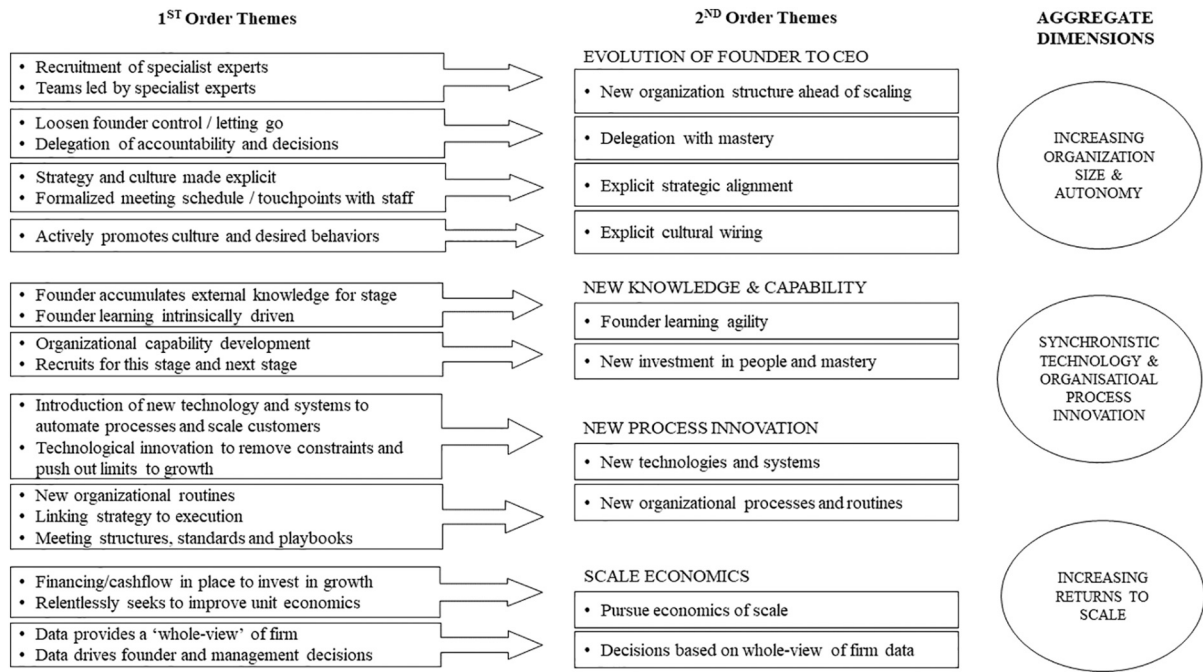 1ST Order Themes
• Recruitment of specialist experts
• Teams led by specialist experts
• Loosen founder control / letting go
• Delegation of accountability and decisions
• Strategy and culture made explicit
• Formalized meeting schedule / touchpoints with staff
• Actively promotes culture and desired behaviors
• Founder accumulates external knowledge for stage
• Founder learning intrinsically driven
• Organizational capability development
• Recruits for this stage and next stage
• Introduction of new technology and systems to
automate processes and scale customers
• Technological innovation to remove constraints and
push out limits to growth
• New organizational routines
• Linking strategy to execution
• Meeting structures, standards and playbooks
• Financing/cashflow in place to invest in growth
• Relentlessly seeks to improve unit economics
• Data provides a ‘whole-view’ of firm
• Data drives founder and management decisions
2ND Order Themes
EVOLUTION OF FOUNDER TO CEO
• New organization structure ahead of scaling
• Delegation with mastery
• Explicit strategic alignment
• Explicit cultural wiring
NEW KNOWLEDGE & CAPABILITY
• Founder learning agility
• New investment in people and mastery
NEW PROCESS INNOVATION
• New technologies and systems
• New organizational processes and routines
SCALE ECONOMICS
• Pursue economics of scale
• Decisions based on whole-view of firm data
AGGREGATE
DIMENSIONS
INCREASING
ORGANIZATION
SIZE &
AUTONOMY
SYNCHRONISTIC
TECHNOLOGY &
ORGANISATIOAL
PROCESS
INNOVATION
INCREASING
RETURNS TO
SCALE